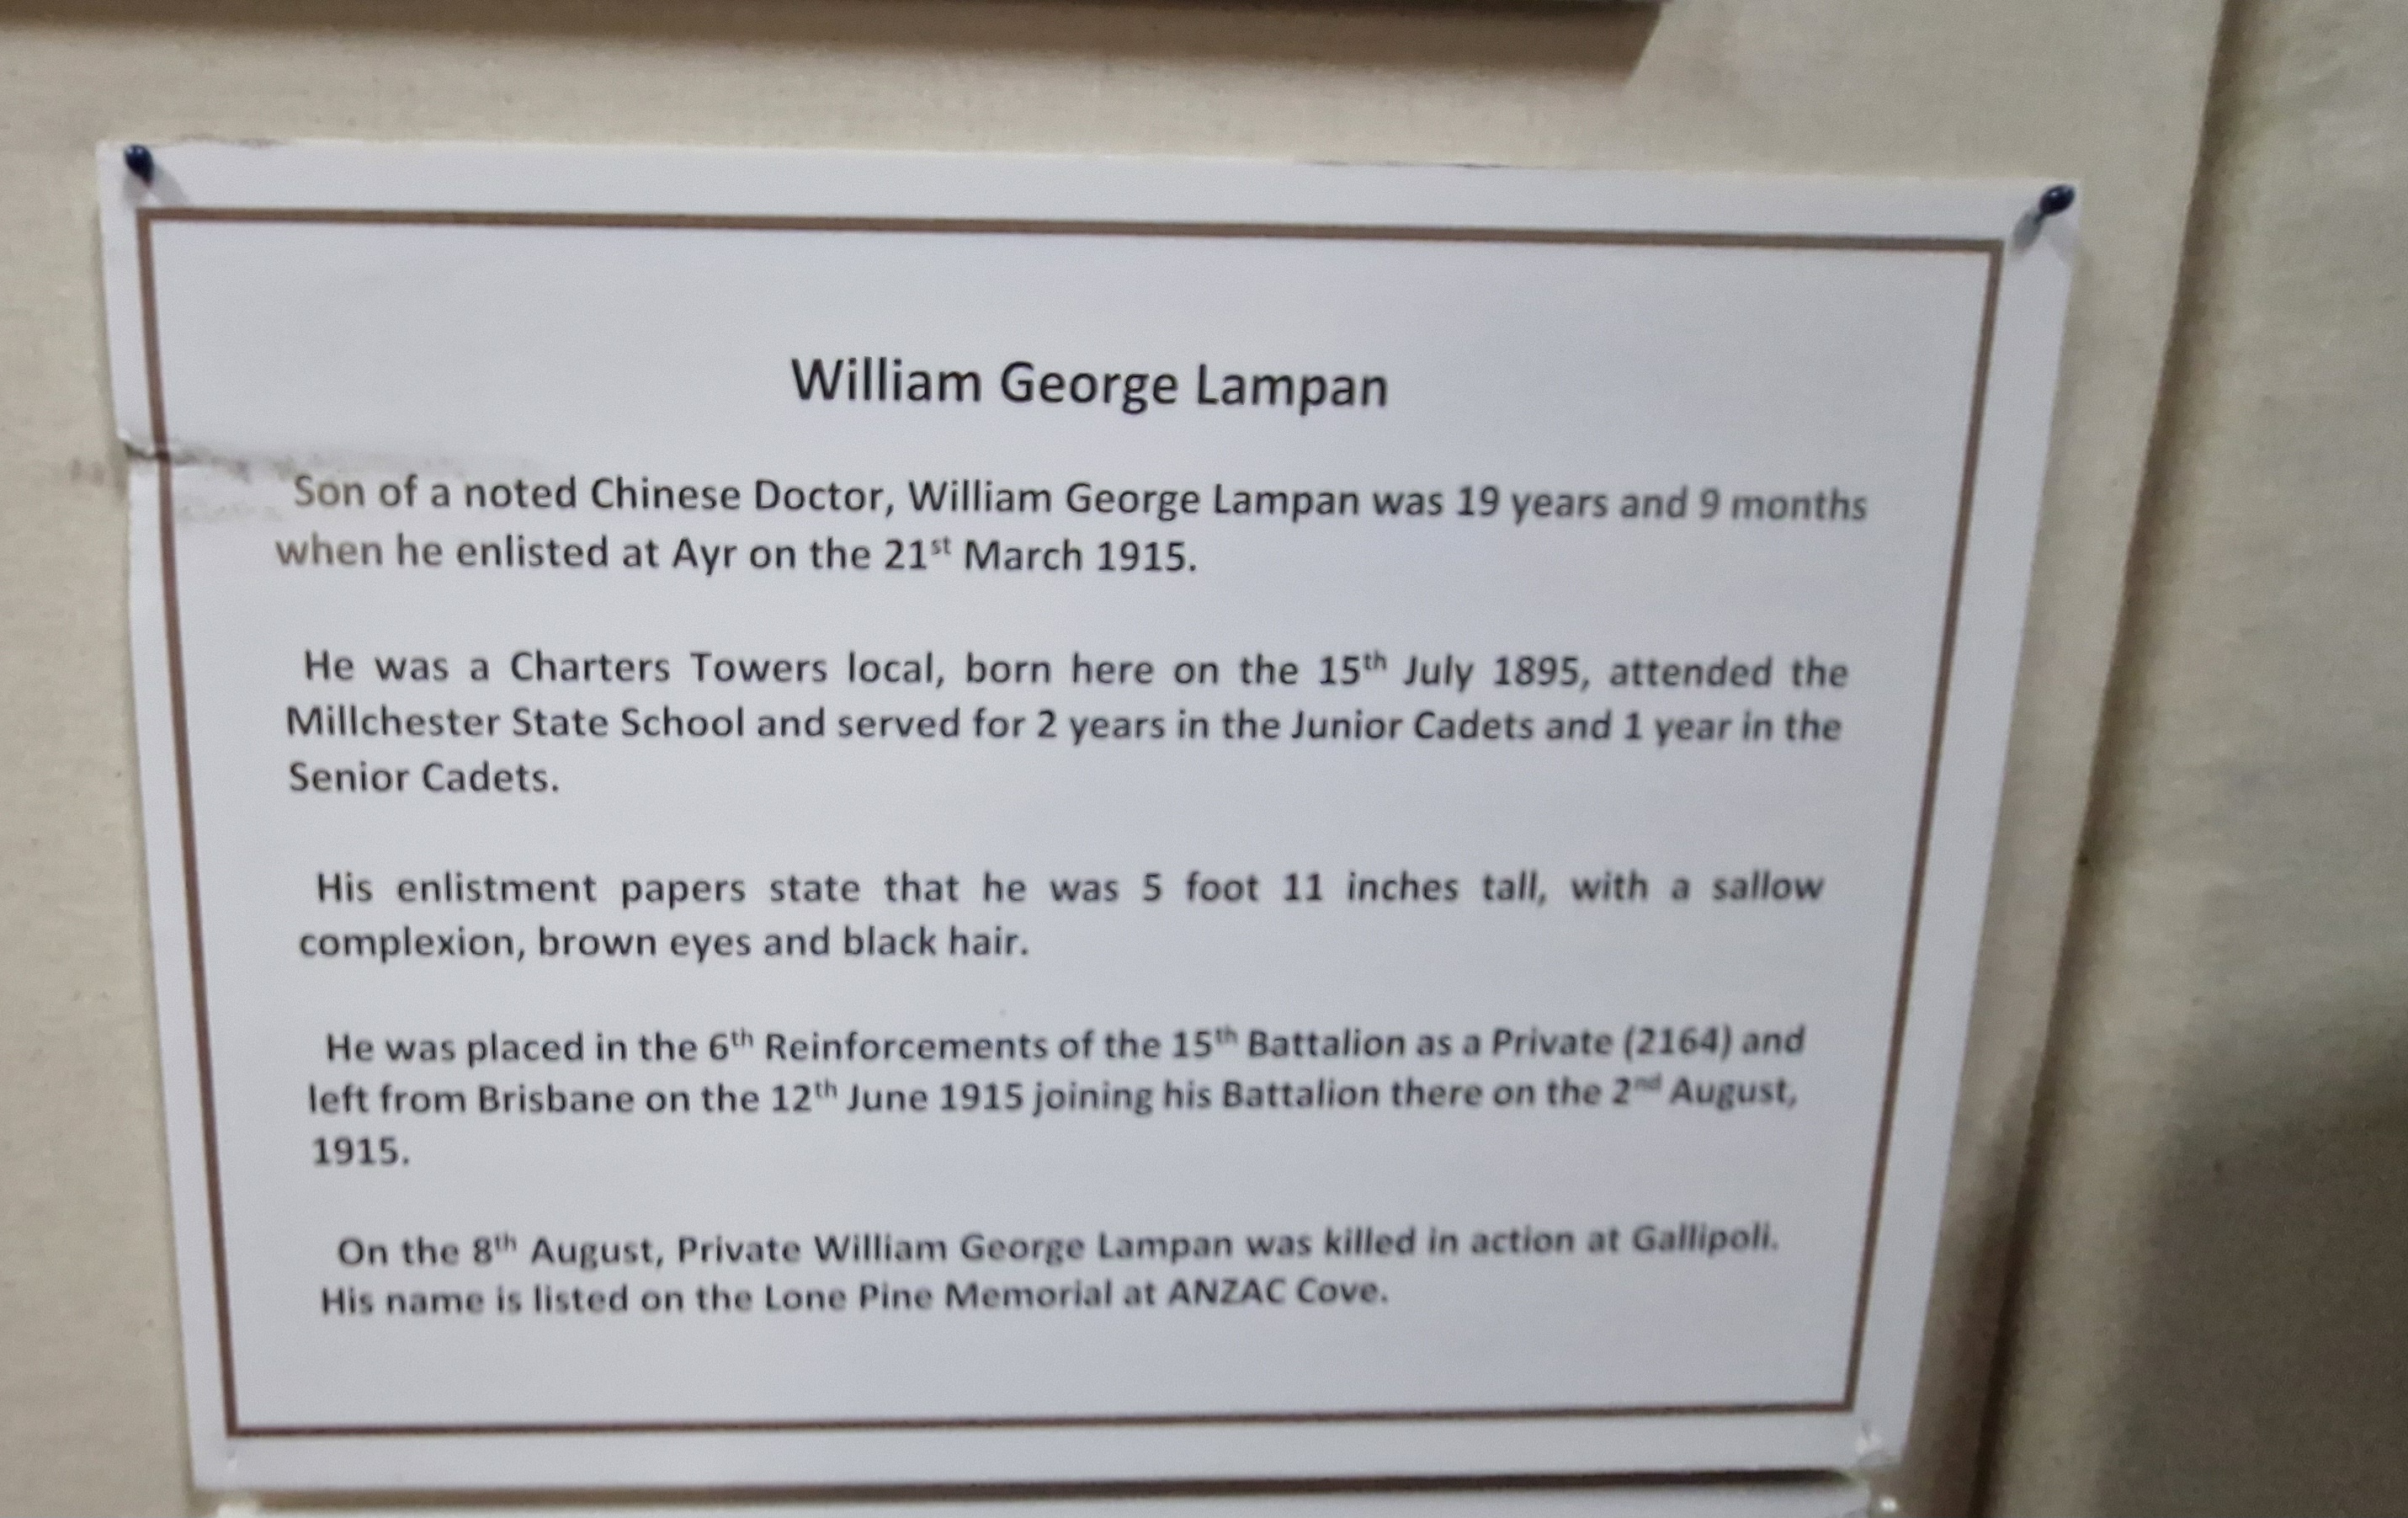 William George Lampan
Son of a noted Chinese Doctor, William George Lampan was 19 years and 9 months
when he enlisted at Ayr on the 21st March 1915.
He was a Charters Towers local, born here on the 15th July 1895, attended the
Millchester State School and served for 2 years in the Junior Cadets and 1 year in the
Senior Cadets.
His enlistment papers state that he was 5 foot 11 inches tall, with a sallow
complexion, brown eyes and black hair.
He was placed in the 6th Reinforcements of the 15th Battalion as a Private (2164) and
left from Brisbane on the 12th June 1915 joining his Battalion there on the 2nd August,
1915.
On the 8th August, Private William George Lampan was killed in action at Gallipoli.
His name is listed on the Lone Pine Memorial at ANZAC Cove.